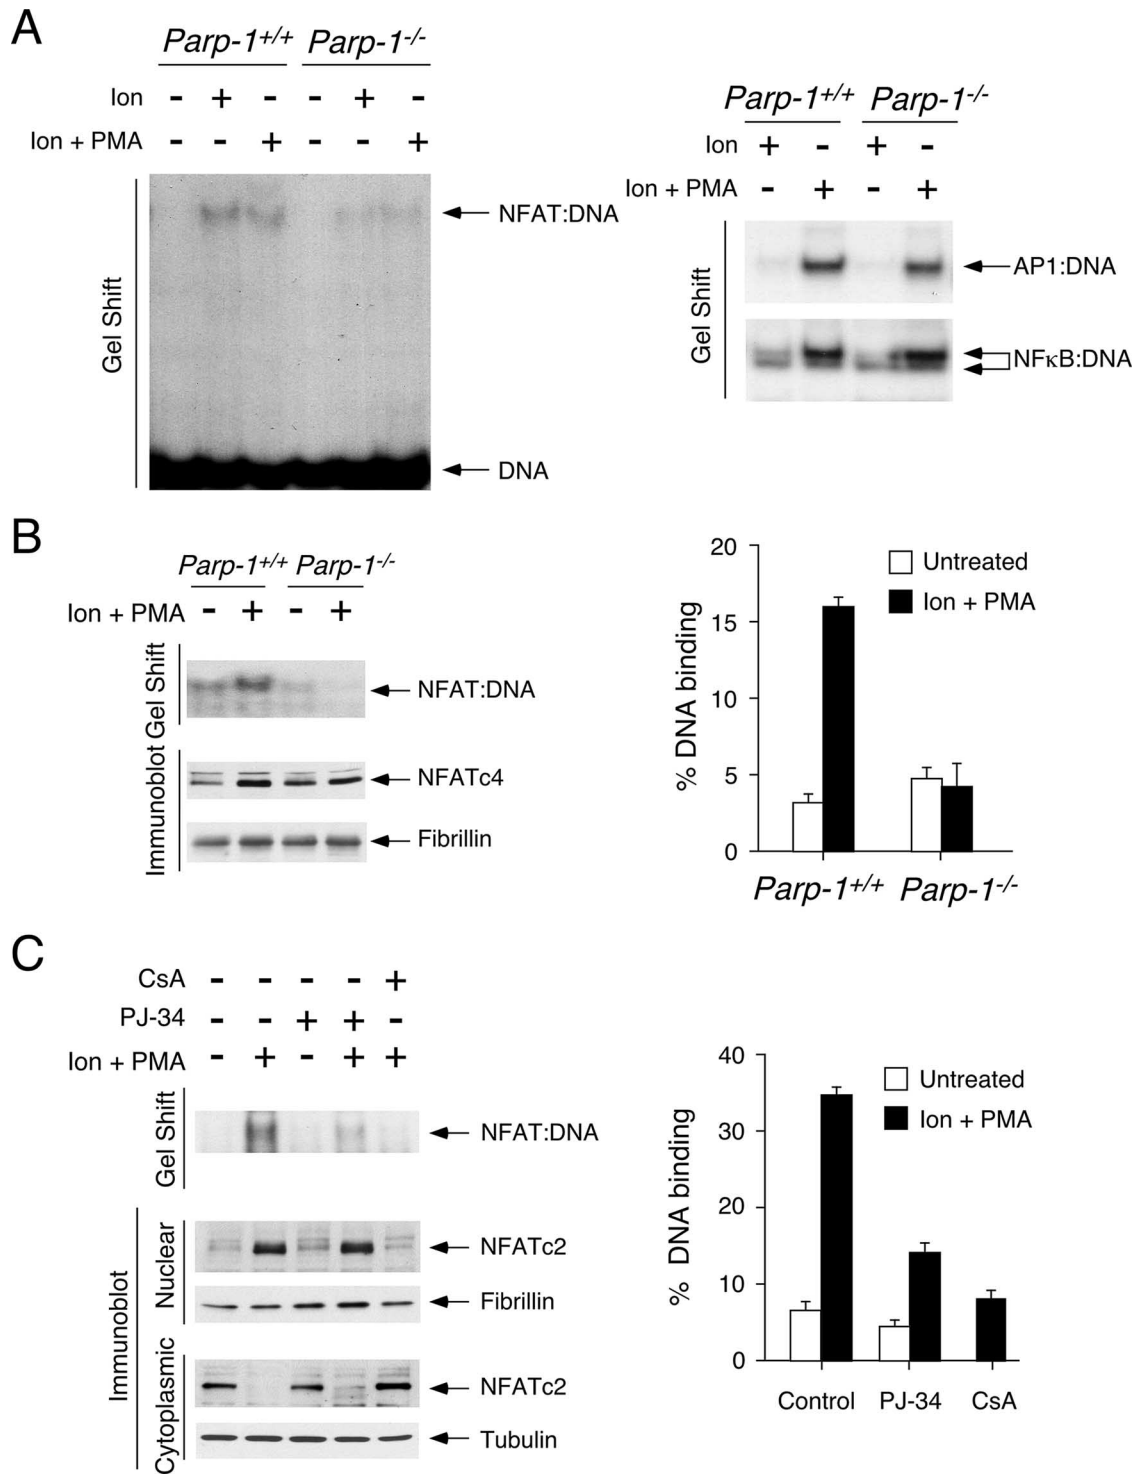 A
Parp-1+/+ Parp-1-/-
Ion - + - - + -
Ion + PMA - - + - - +
Gel Shift
NFAT:DNA
DNA
Parp-1+/+ Parp-1-/-
Ion + - + -
Ion + PMA - + - +
Gel Shift
AP1:DNA
NFκB:DNA
B
Parp-1+/+ Parp-1-/-
Ion + PMA - + - +
Gel Shift
NFAT:DNA
Immunoblot
NFATc4
Fibrillin
% DNA binding
20
15
10
5
0
Untreated
Ion + PMA
Parp-1+/+ Parp-1-/-
C
CsA - - - - +
PJ-34 - - + + -
Ion + PMA - + - + +
Gel Shift
NFAT:DNA
Immunoblot
Nuclear
NFATc2
Fibrillin
Cytoplasmic
NFATc2
Tubulin
% DNA binding
40
30
20
10
0
Untreated
Ion + PMA
Control PJ-34 CsA